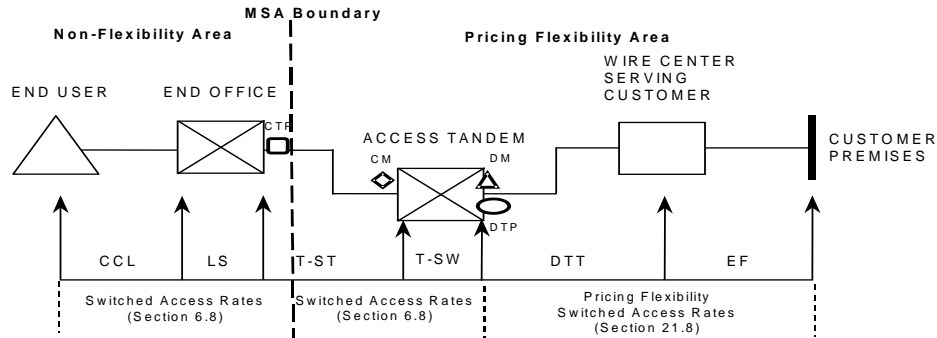 MSA Boundary
Non-Flexibility Area
Pricing Flexibility Area
WIRE CENTER
SERVING
CUSTOMER
END USER
END OFFICE
CTP
ACCESS TANDEM
CUSTOMER
PREMISES
CM
DM
DTP
CCL
LS
T-ST
T-SW
DTT
EF
Switched Access Rates
(Section 6.8)
Switched Access Rates
(Section 6.8)
Pricing Flexibility
Switched Access Rates
(Section 21.8)